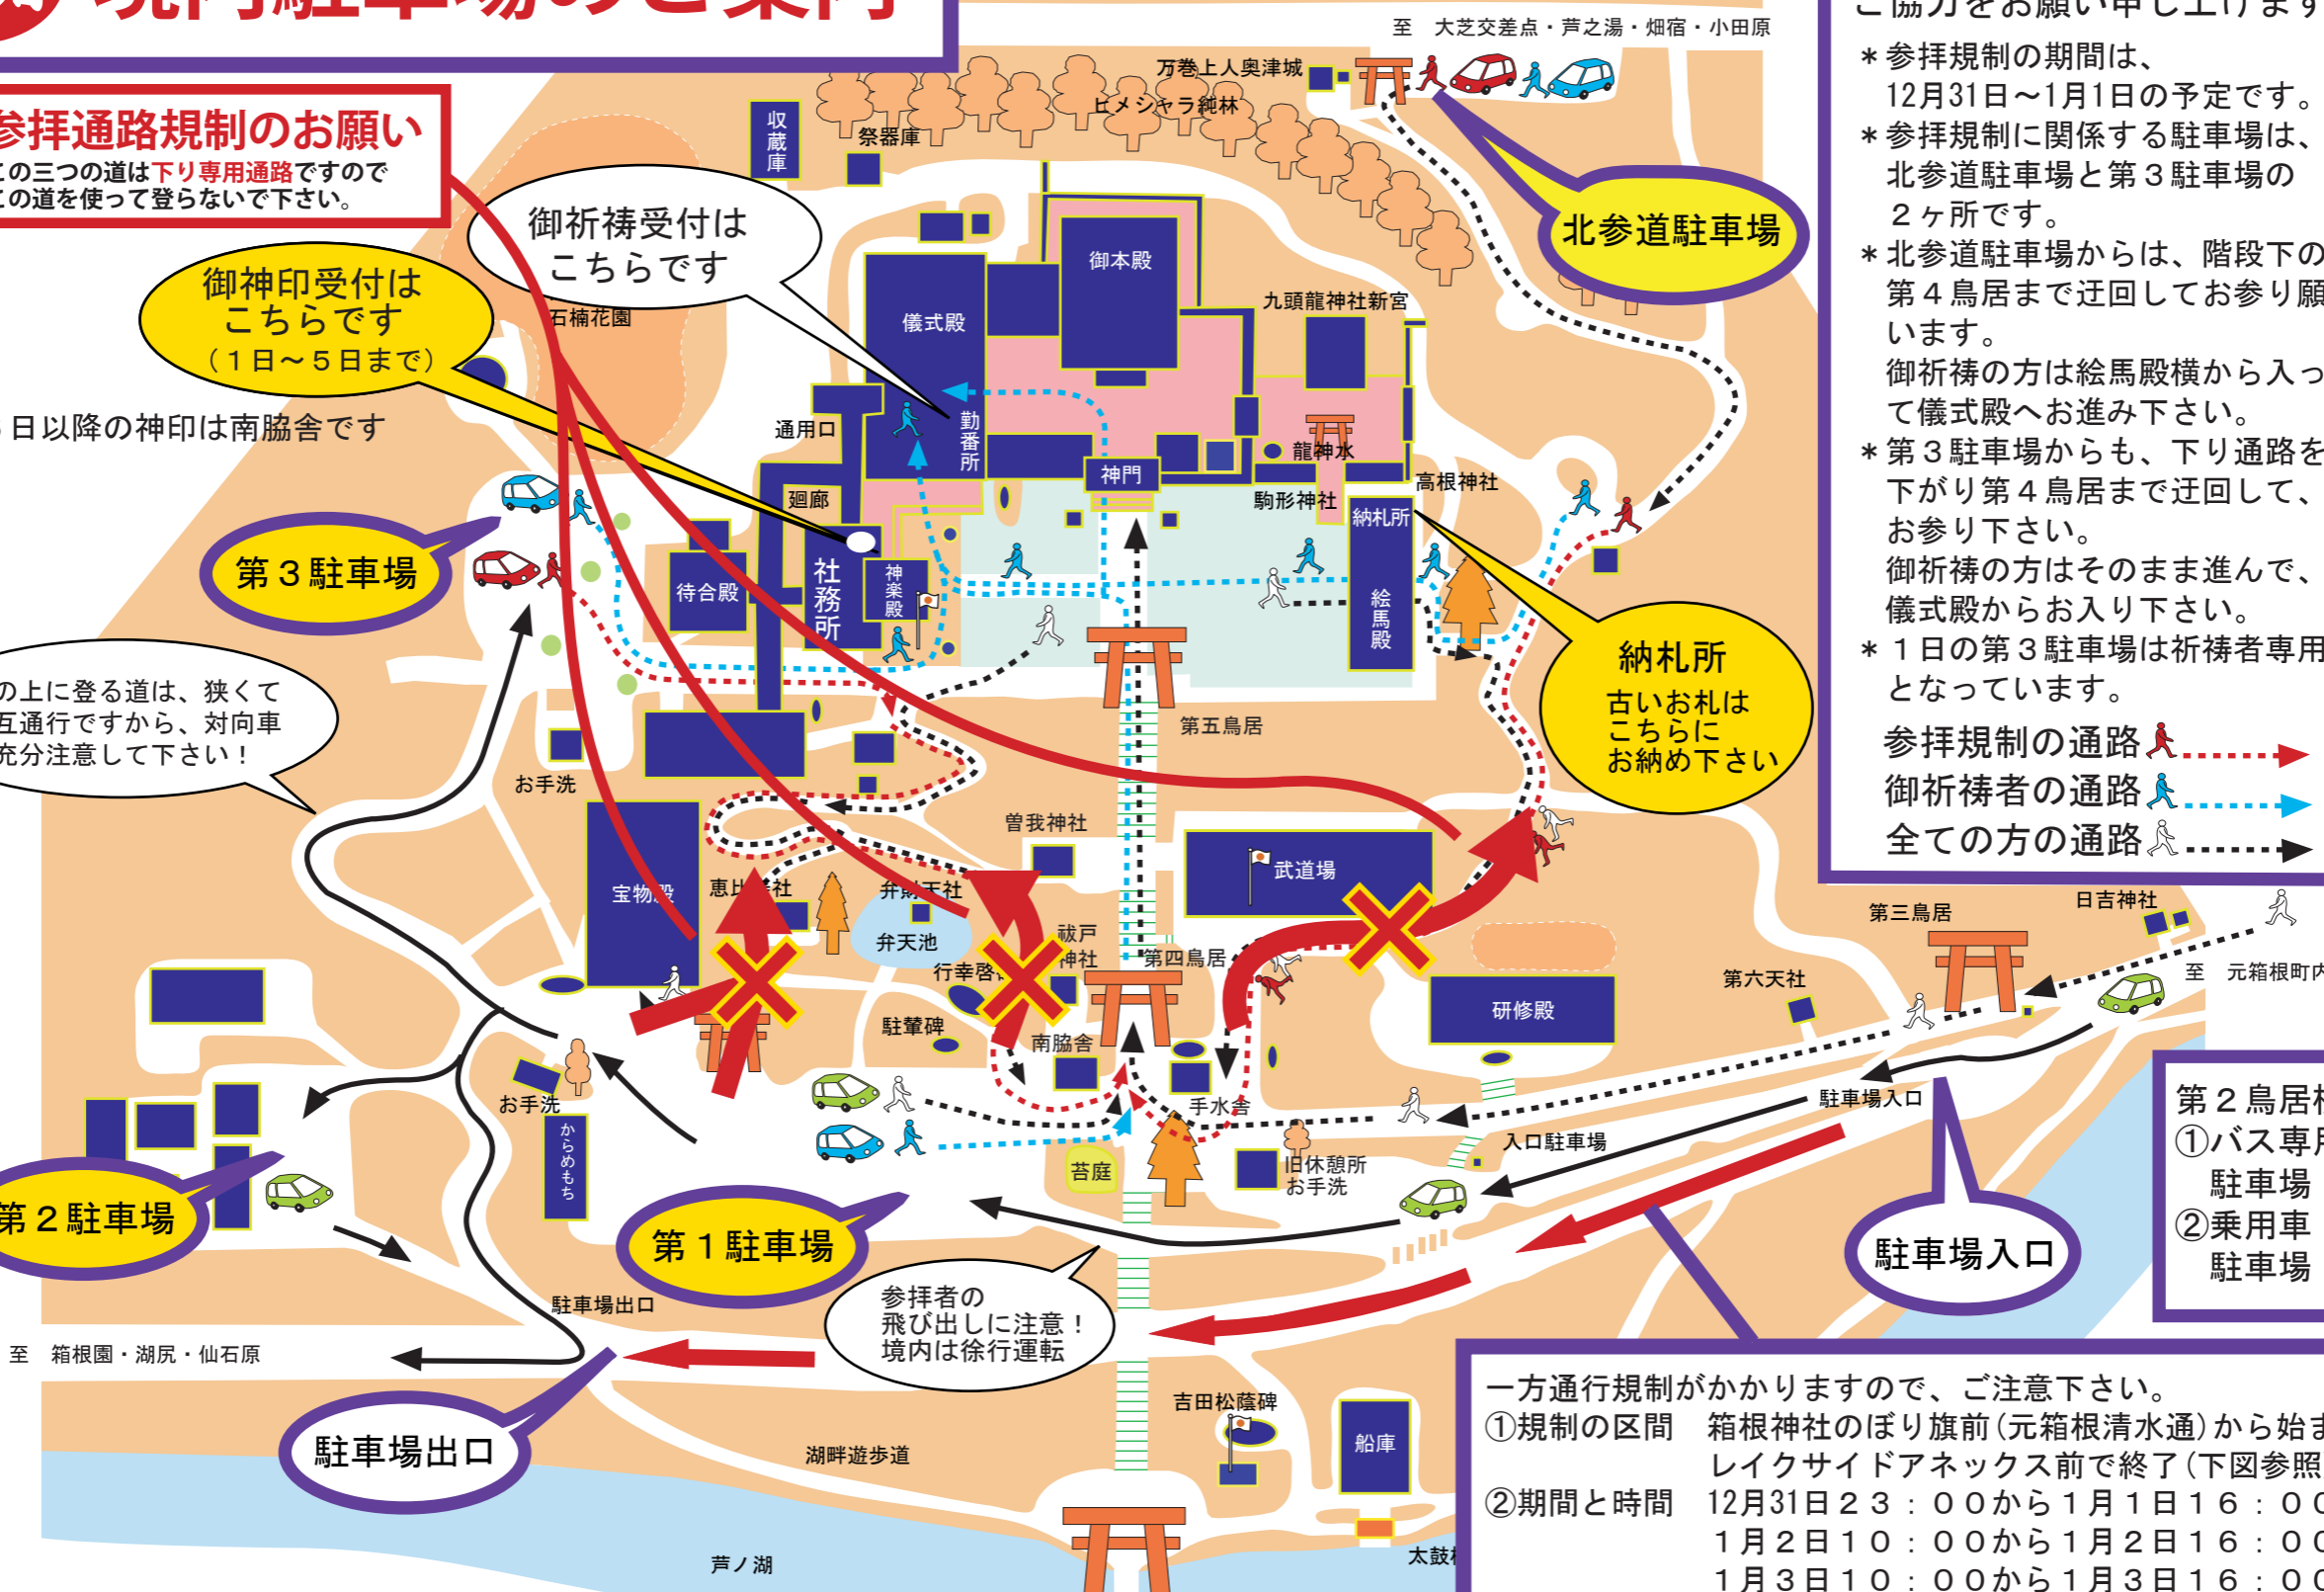 境内駐車場のご案内
参拝通路規制のお願い
この三つの道は下り専用通路ですので
この道を使って登らないで下さい。
至　大芝交差点・芦之湯・畑宿・小田原
ご協力をお願い申し上げます
＊参拝規制の期間は、
12月31日～1月1日の予定です。
＊参拝規制に関係する駐車場は、
北参道駐車場と第３駐車場の
２ヶ所です。
＊北参道駐車場からは、階段下の
第４鳥居まで迂回してお参り願
います。
御祈祷の方は絵馬殿横から入っ
て儀式殿へお進み下さい。
＊第３駐車場からも、下り通路を
下がり第４鳥居まで迂回して、
お参り下さい。
御祈祷の方はそのまま進んで、
儀式殿からお入り下さい。
＊１日の第３駐車場は祈祷者専用
となっています。
参拝規制の通路
御祈祷者の通路
全ての方の通路
万巻上人奥津城
ヒメシャラ純林
収蔵庫
祭器庫
北参道駐車場
御祈祷受付は
こちらです
御神印受付は
こちらです
（１日～５日まで）
日以降の神印は南脇舎です
石楠花園
御本殿
儀式殿
九頭龍神社新宮
勤番所
通用口
龍神水
神門
駒形神社
高根神社
廻廊
納札所
絵馬殿
第３駐車場
待合殿
社務所
神楽殿
納札所
古いお札は
こちらに
お納め下さい
の上に登る道は、狭くて
互通行ですから、対向車
充分注意して下さい！
第五鳥居
お手洗
曽我神社
武道場
宝物殿
弁財天社
弁天池
祓戸
神社
第四鳥居
第三鳥居
日吉神社
至　元箱根町内
第六天社
研修殿
駐輦碑
南脇舎
手水舎
お手洗
からめもち
苔庭
旧休憩所
お手洗
入口駐車場
駐車場入口
第２駐車場
第１駐車場
駐車場入口
第２鳥居横
①バス専用
駐車場
②乗用車
駐車場
参拝者の
飛び出しに注意！
境内は徐行運転
駐車場出口
至　箱根園・湖尻・仙石原
駐車場出口
湖畔遊歩道
吉田松蔭碑
船庫
芦ノ湖
太鼓
一方通行規制がかかりますので、ご注意下さい。
①規制の区間　箱根神社のぼり旗前(元箱根清水通)から始ま
レイクサイドアネックス前で終了(下図参照
②期間と時間　12月31日２３：００から１月１日１６：００
１月２日１０：００から１月２日１６：００
１月３日１０：００から１月３日１６：００